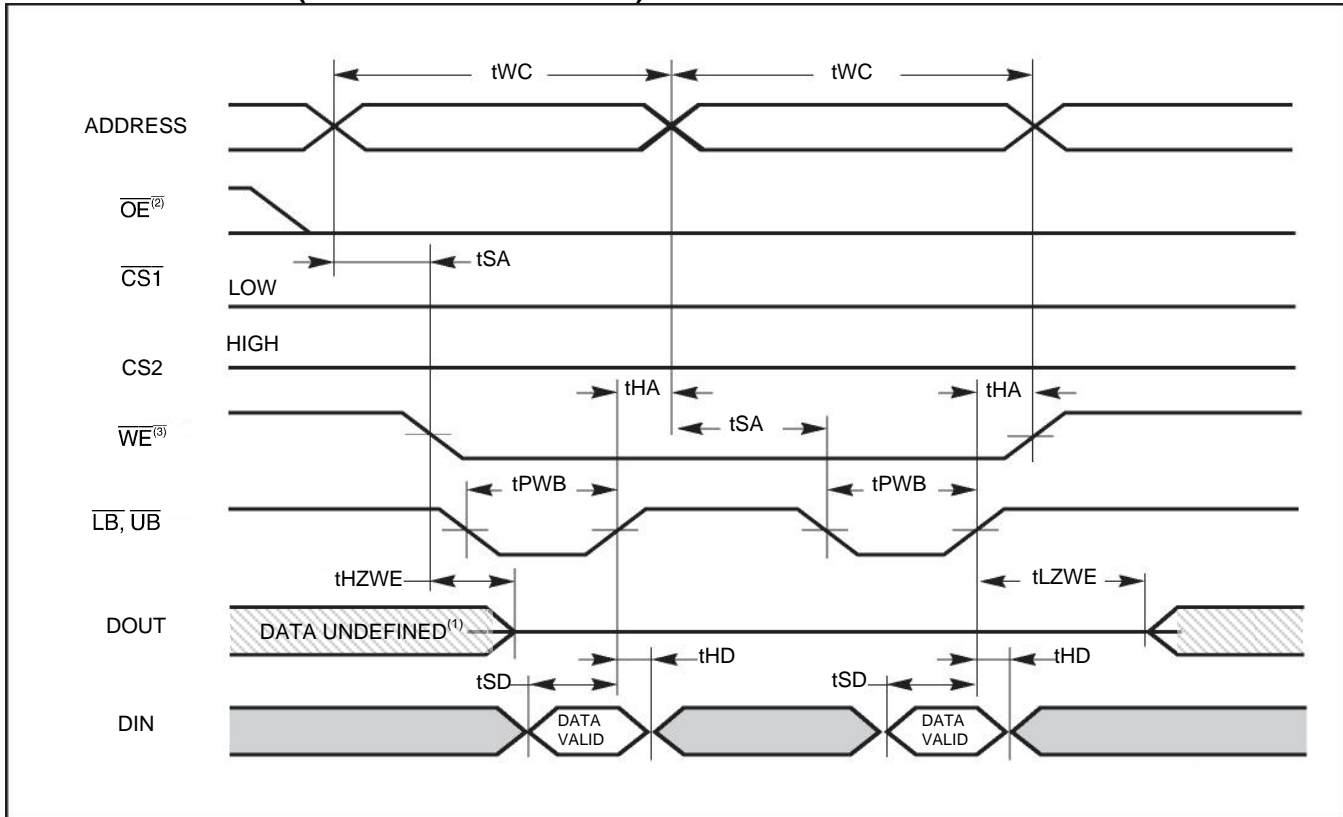 tWC tWC
ADDRESS
OE(2)
tSA
CS1
LOW
HIGH
CS2
tHA tHA
tSA
WE(3)
tPWB tPWB
LB, UB
tHZWE tLZWE
DOUT DATA UNDEFINED(1)
tHD tHD
tSD tSD
DIN DATA VALID DATA VALID